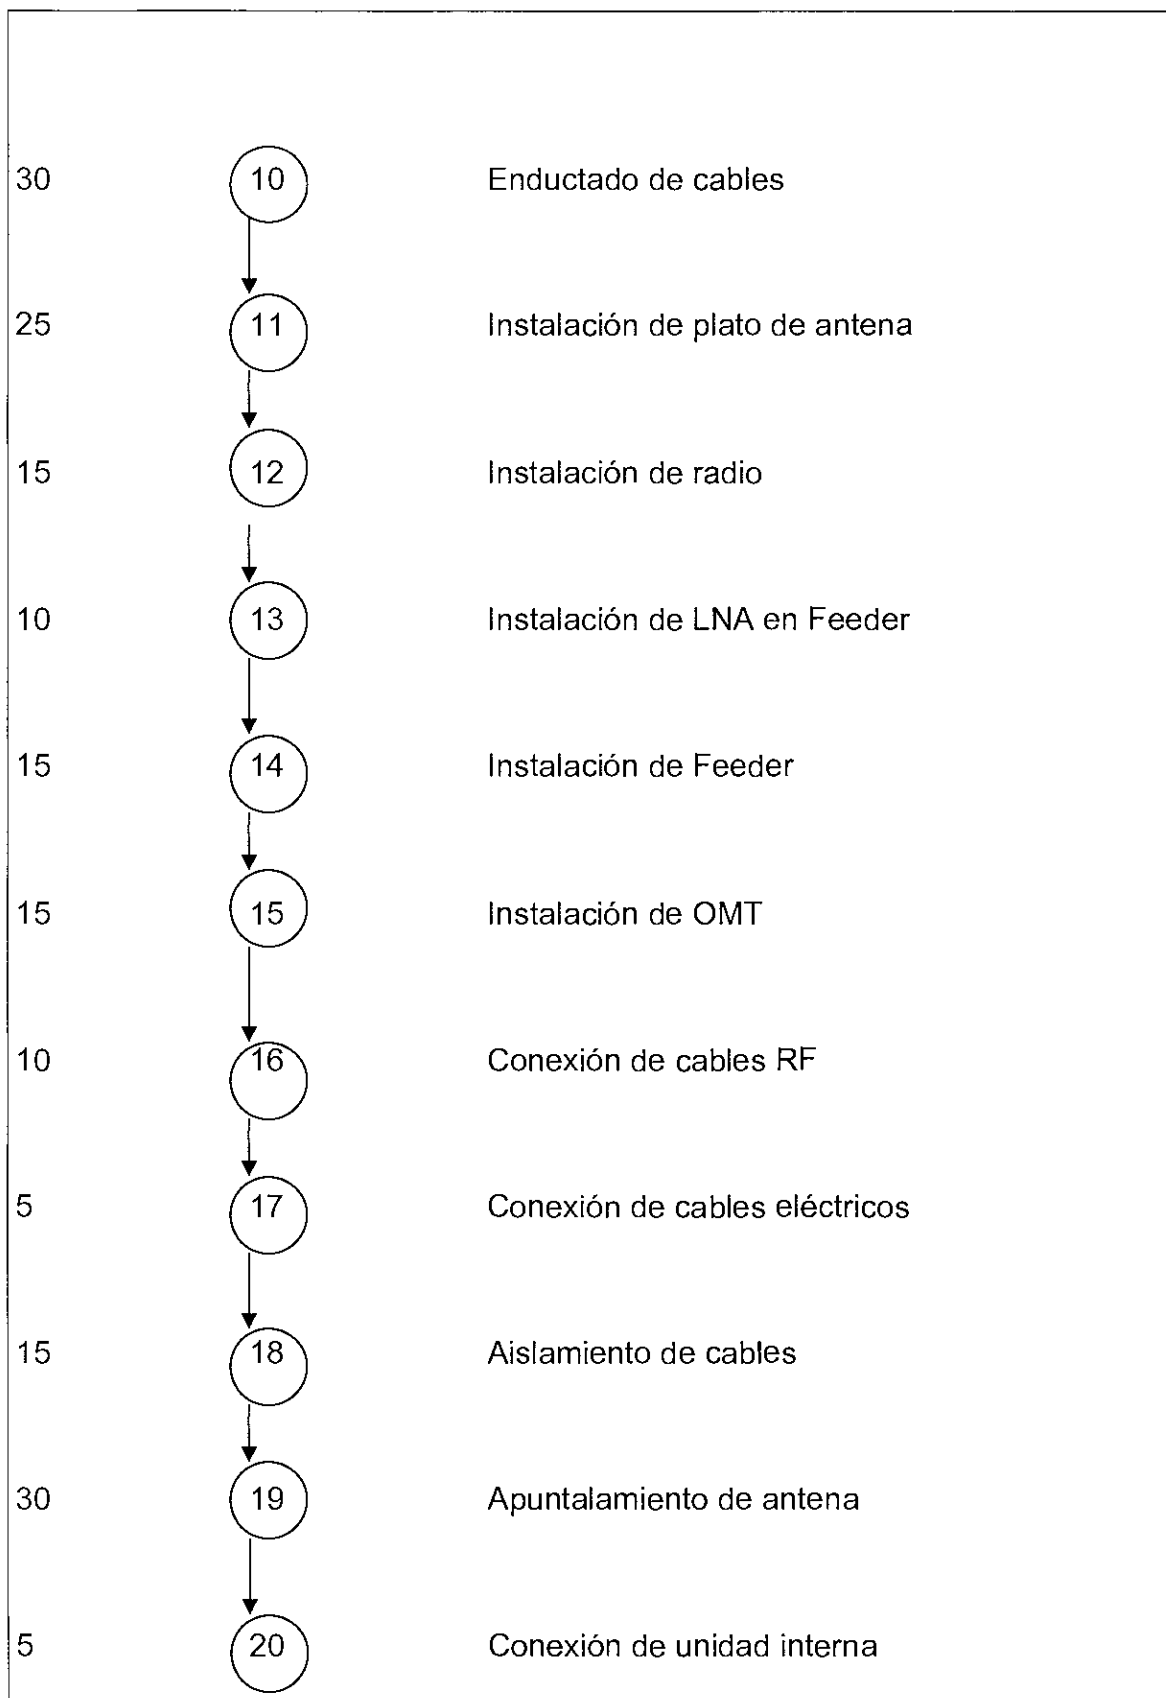 30 10 Enductado de cables
25 11 Instalación de plato de antena
15 12 Instalación de radio
10 13 Instalación de LNA en Feeder
15 14 Instalación de Feeder
15 15 Instalación de OMT
10 16 Conexión de cables RF
5 17 Conexión de cables eléctricos
15 18 Aislamiento de cables
30 19 Apuntalamiento de antena
5 20 Conexión de unidad interna